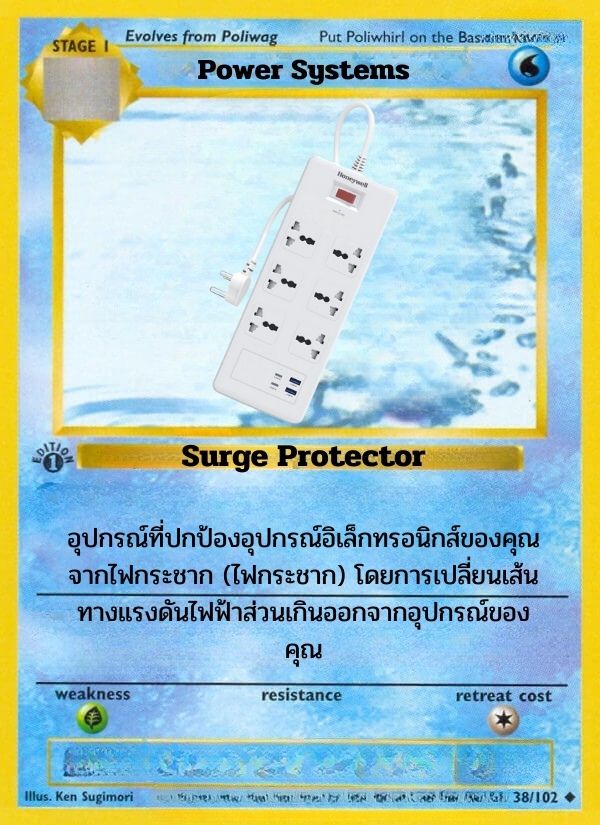 STAGE 1
Evolves from Poliwag
Put Poliwhirl on the
Power Systems
Honeywell
Surge Protector
EDITION
1
อุปกรณ์ที่ปกป้องอุปกรณ์อิเล็กทรอนิกส์ของคุณ
จากไฟกระชาก (ไฟกระชาก) โดยการเปลี่ยนเส้น
ทางแรงดันไฟฟ้าส่วนเกินออกจากอุปกรณ์ของ
คุณ
weakness
resistance
retreat cost
Illus. Ken Sugimori
38/102